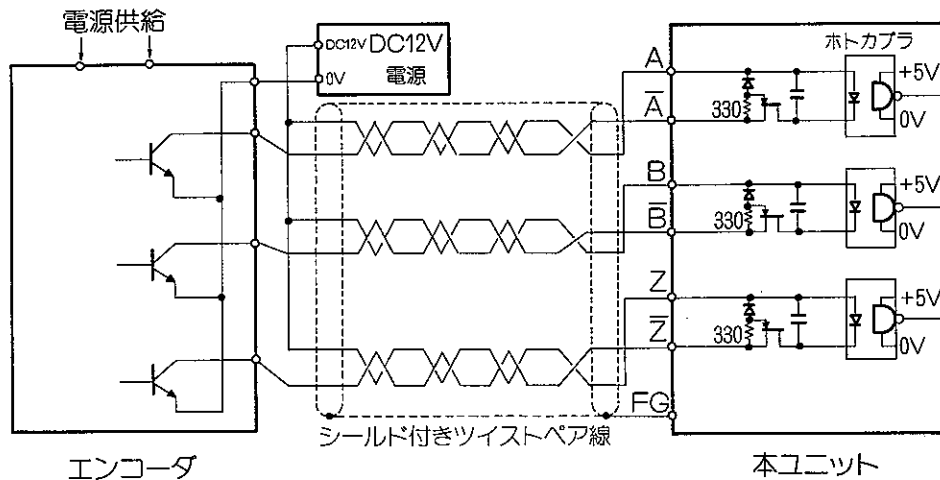 電源供給
DC12V DC12V
0V 電源
ホトカプラ
A
+5V
330
A̅
0V
B
+5V
330
B̅
0V
Z
+5V
330
Z̅
0V
FG
シールド付きツイストペア線
エンコーダ
本ユニット